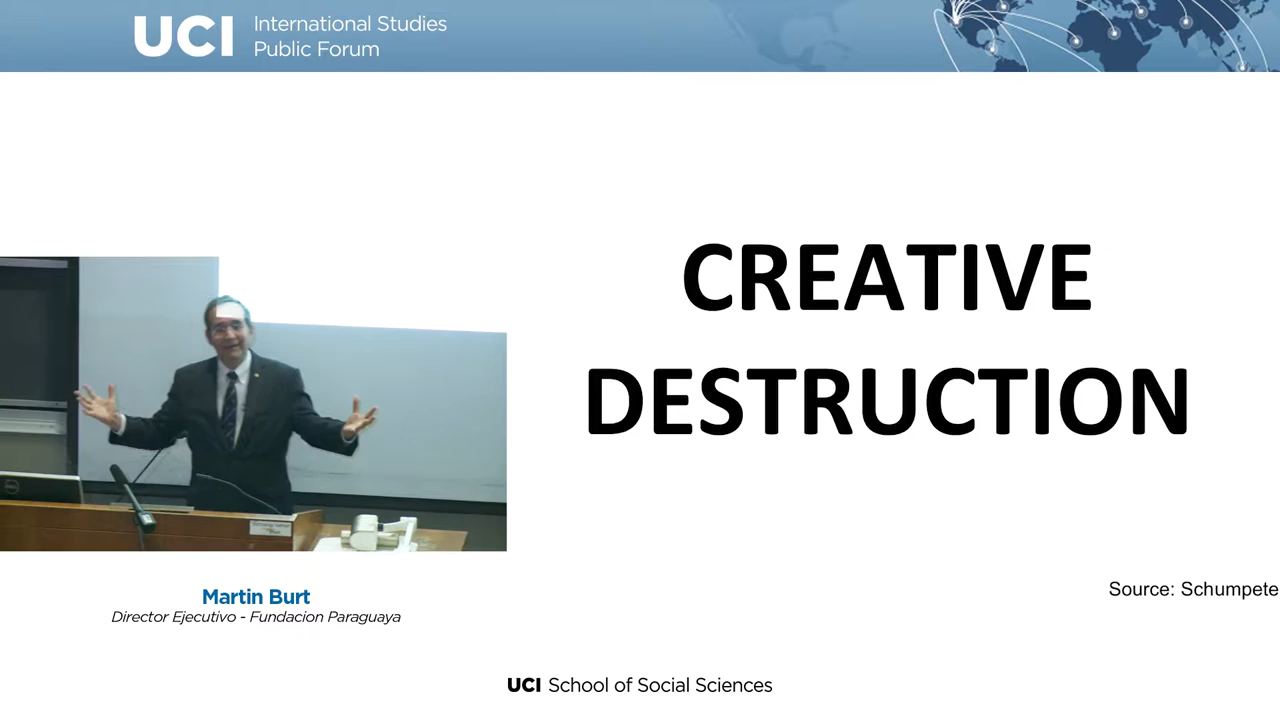 UCI
International Studies
Public Forum
CREATIVE
DESTRUCTION
Martin Burt
Director Ejecutivo - Fundacion Paraguaya
Source: Schumpete
UCI School of Social Sciences